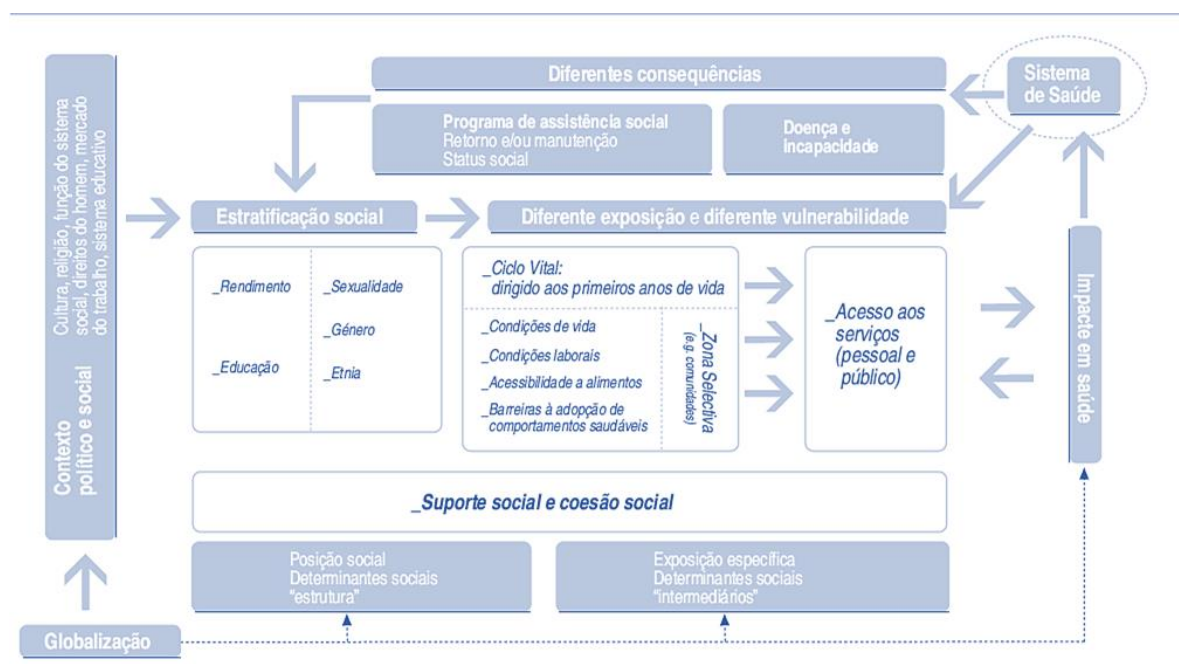 Diferentes consequências
Sistema
de Saúde
Programa de assistência social
Retorno e/ou manutenção
Status social
Doença e
incapacidade
Cultura, religião, função do sistema
social, direitos do homem, mercado
do trabalho, sistema educativo
Contexto
político e social
Estratificação social
Diferente exposição e diferente vulnerabilidade
_Rendimento
_Sexualidade
_Género
_Educação
_Etnia
_Ciclo Vital:
dirigido aos primeiros anos de vida
_Condições de vida
_Condições laborais
_Acessibilidade a alimentos
_Barreiras à adopção de
comportamentos saudáveis
_Zona Selectiva
(e.g. comunidades)
_Acesso aos
serviços
(pessoal e
público)
Impacte em saúde
_Suporte social e coesão social
Posição social
Determinantes sociais
“estrutura”
Exposição específica
Determinantes sociais
“intermediários”
Globalização